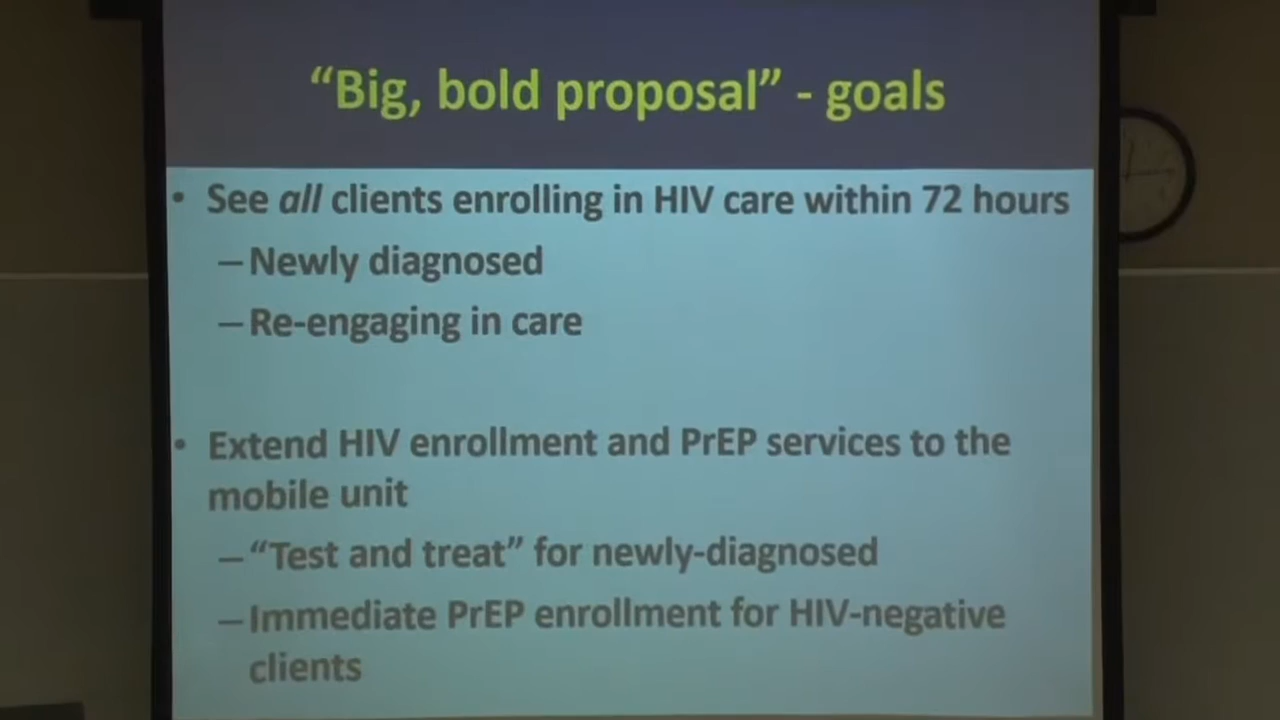 “Big, bold proposal” - goals
• See all clients enrolling in HIV care within 72 hours
– Newly diagnosed
– Re-engaging in care
• Extend HIV enrollment and PrEP services to the
mobile unit
– “Test and treat” for newly-diagnosed
– Immediate PrEP enrollment for HIV-negative
clients